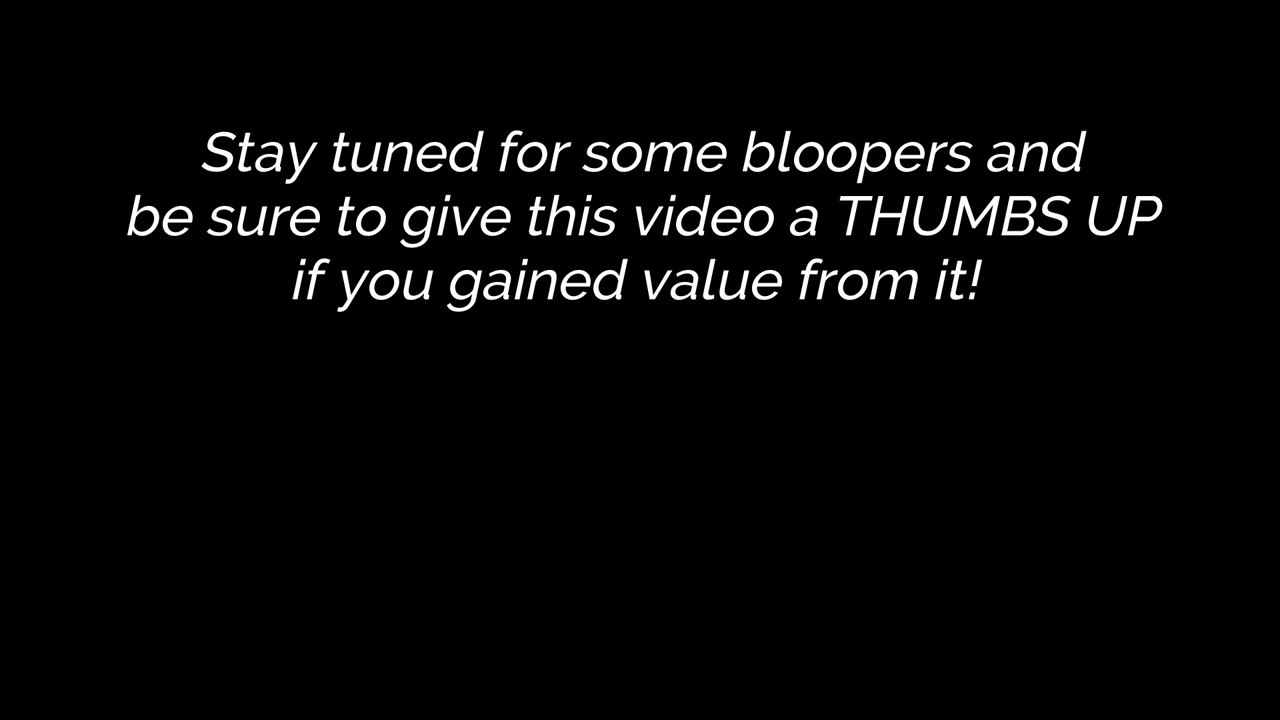 Stay tuned for some bloopers and
be sure to give this video a THUMBS UP
if you gained value from it!